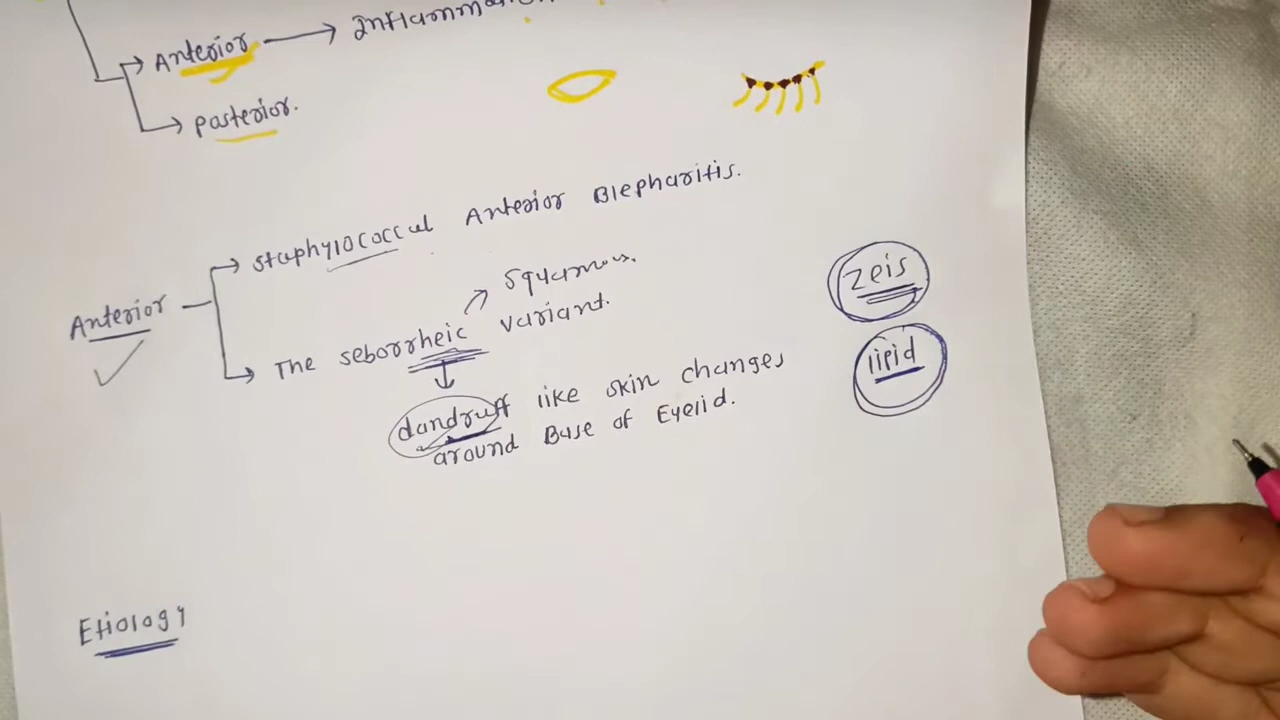 Anterior → Inflamma
Posterior.
Staphylococcal Anterior Blepharitis.
Squamous.
Anterior
The seborrheic variant.
zeis
lipid
dandruff like skin changes
around Base of Eyelid.
Etiology